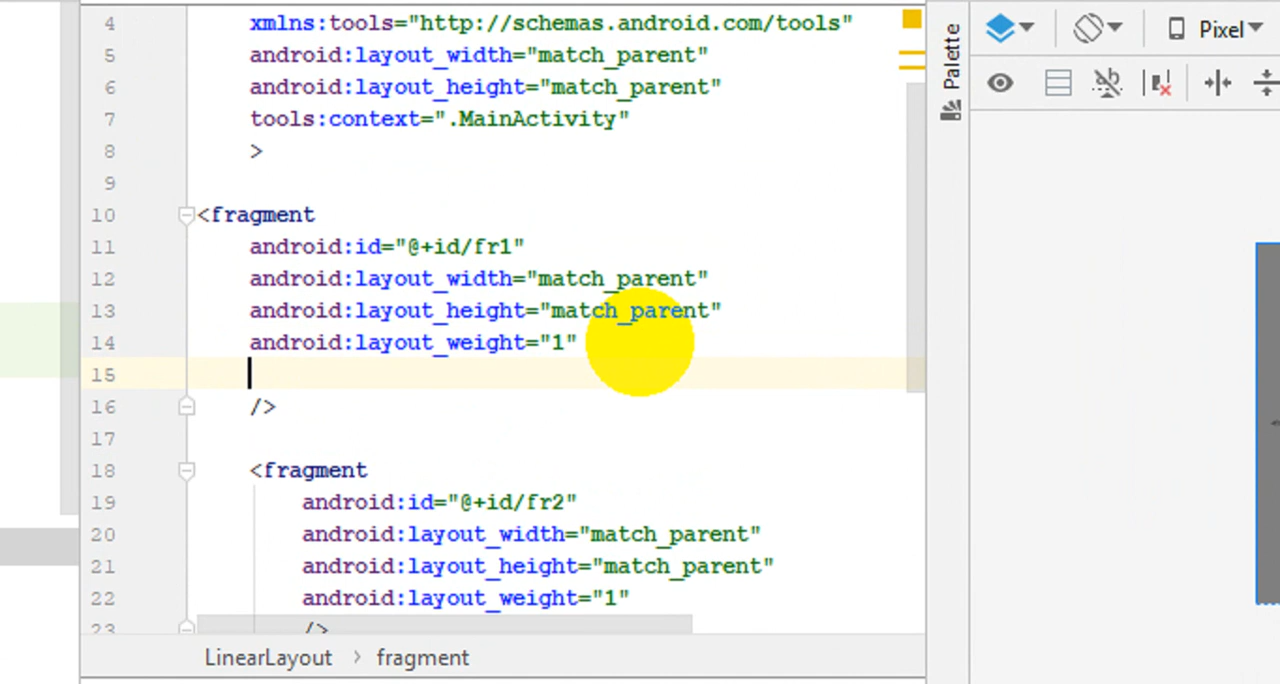 4 xmlns:tools="http://schemas.android.com/tools"
5 android:layout_width="match_parent"
6 android:layout_height="match_parent"
7 tools:context=".MainActivity"
8 >
9
10 <fragment
11 android:id="@+id/fr1"
12 android:layout_width="match_parent"
13 android:layout_height="match_parent"
14 android:layout_weight="1"
15
16 />
17
18 <fragment
19 android:id="@+id/fr2"
20 android:layout_width="match_parent"
21 android:layout_height="match_parent"
22 android:layout_weight="1"
23 />
LinearLayout > fragment
Palette
Pixel